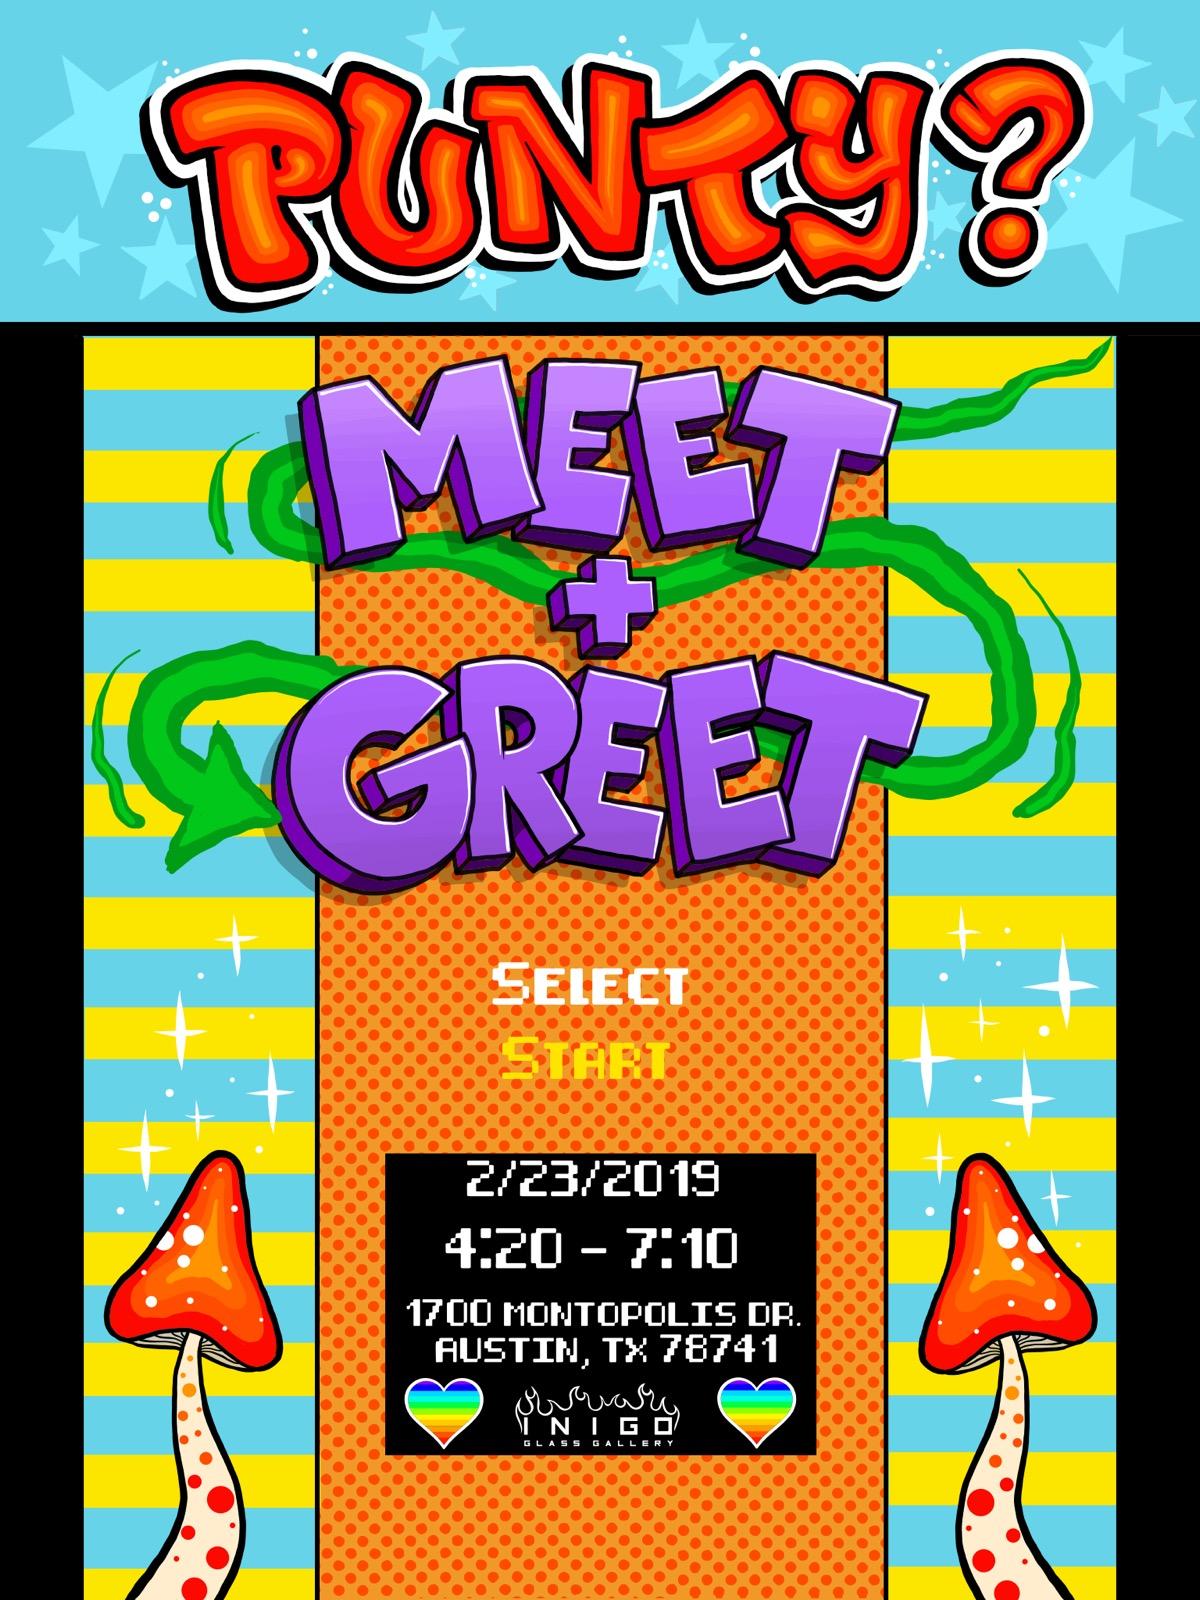 PUNTY?
MEET
+
GREET
SELECT
START
2/23/2019
4:20 - 7:10
1700 MONTOPOLIS DR.
AUSTIN, TX 78741
INIGO
GLASS GALLERY